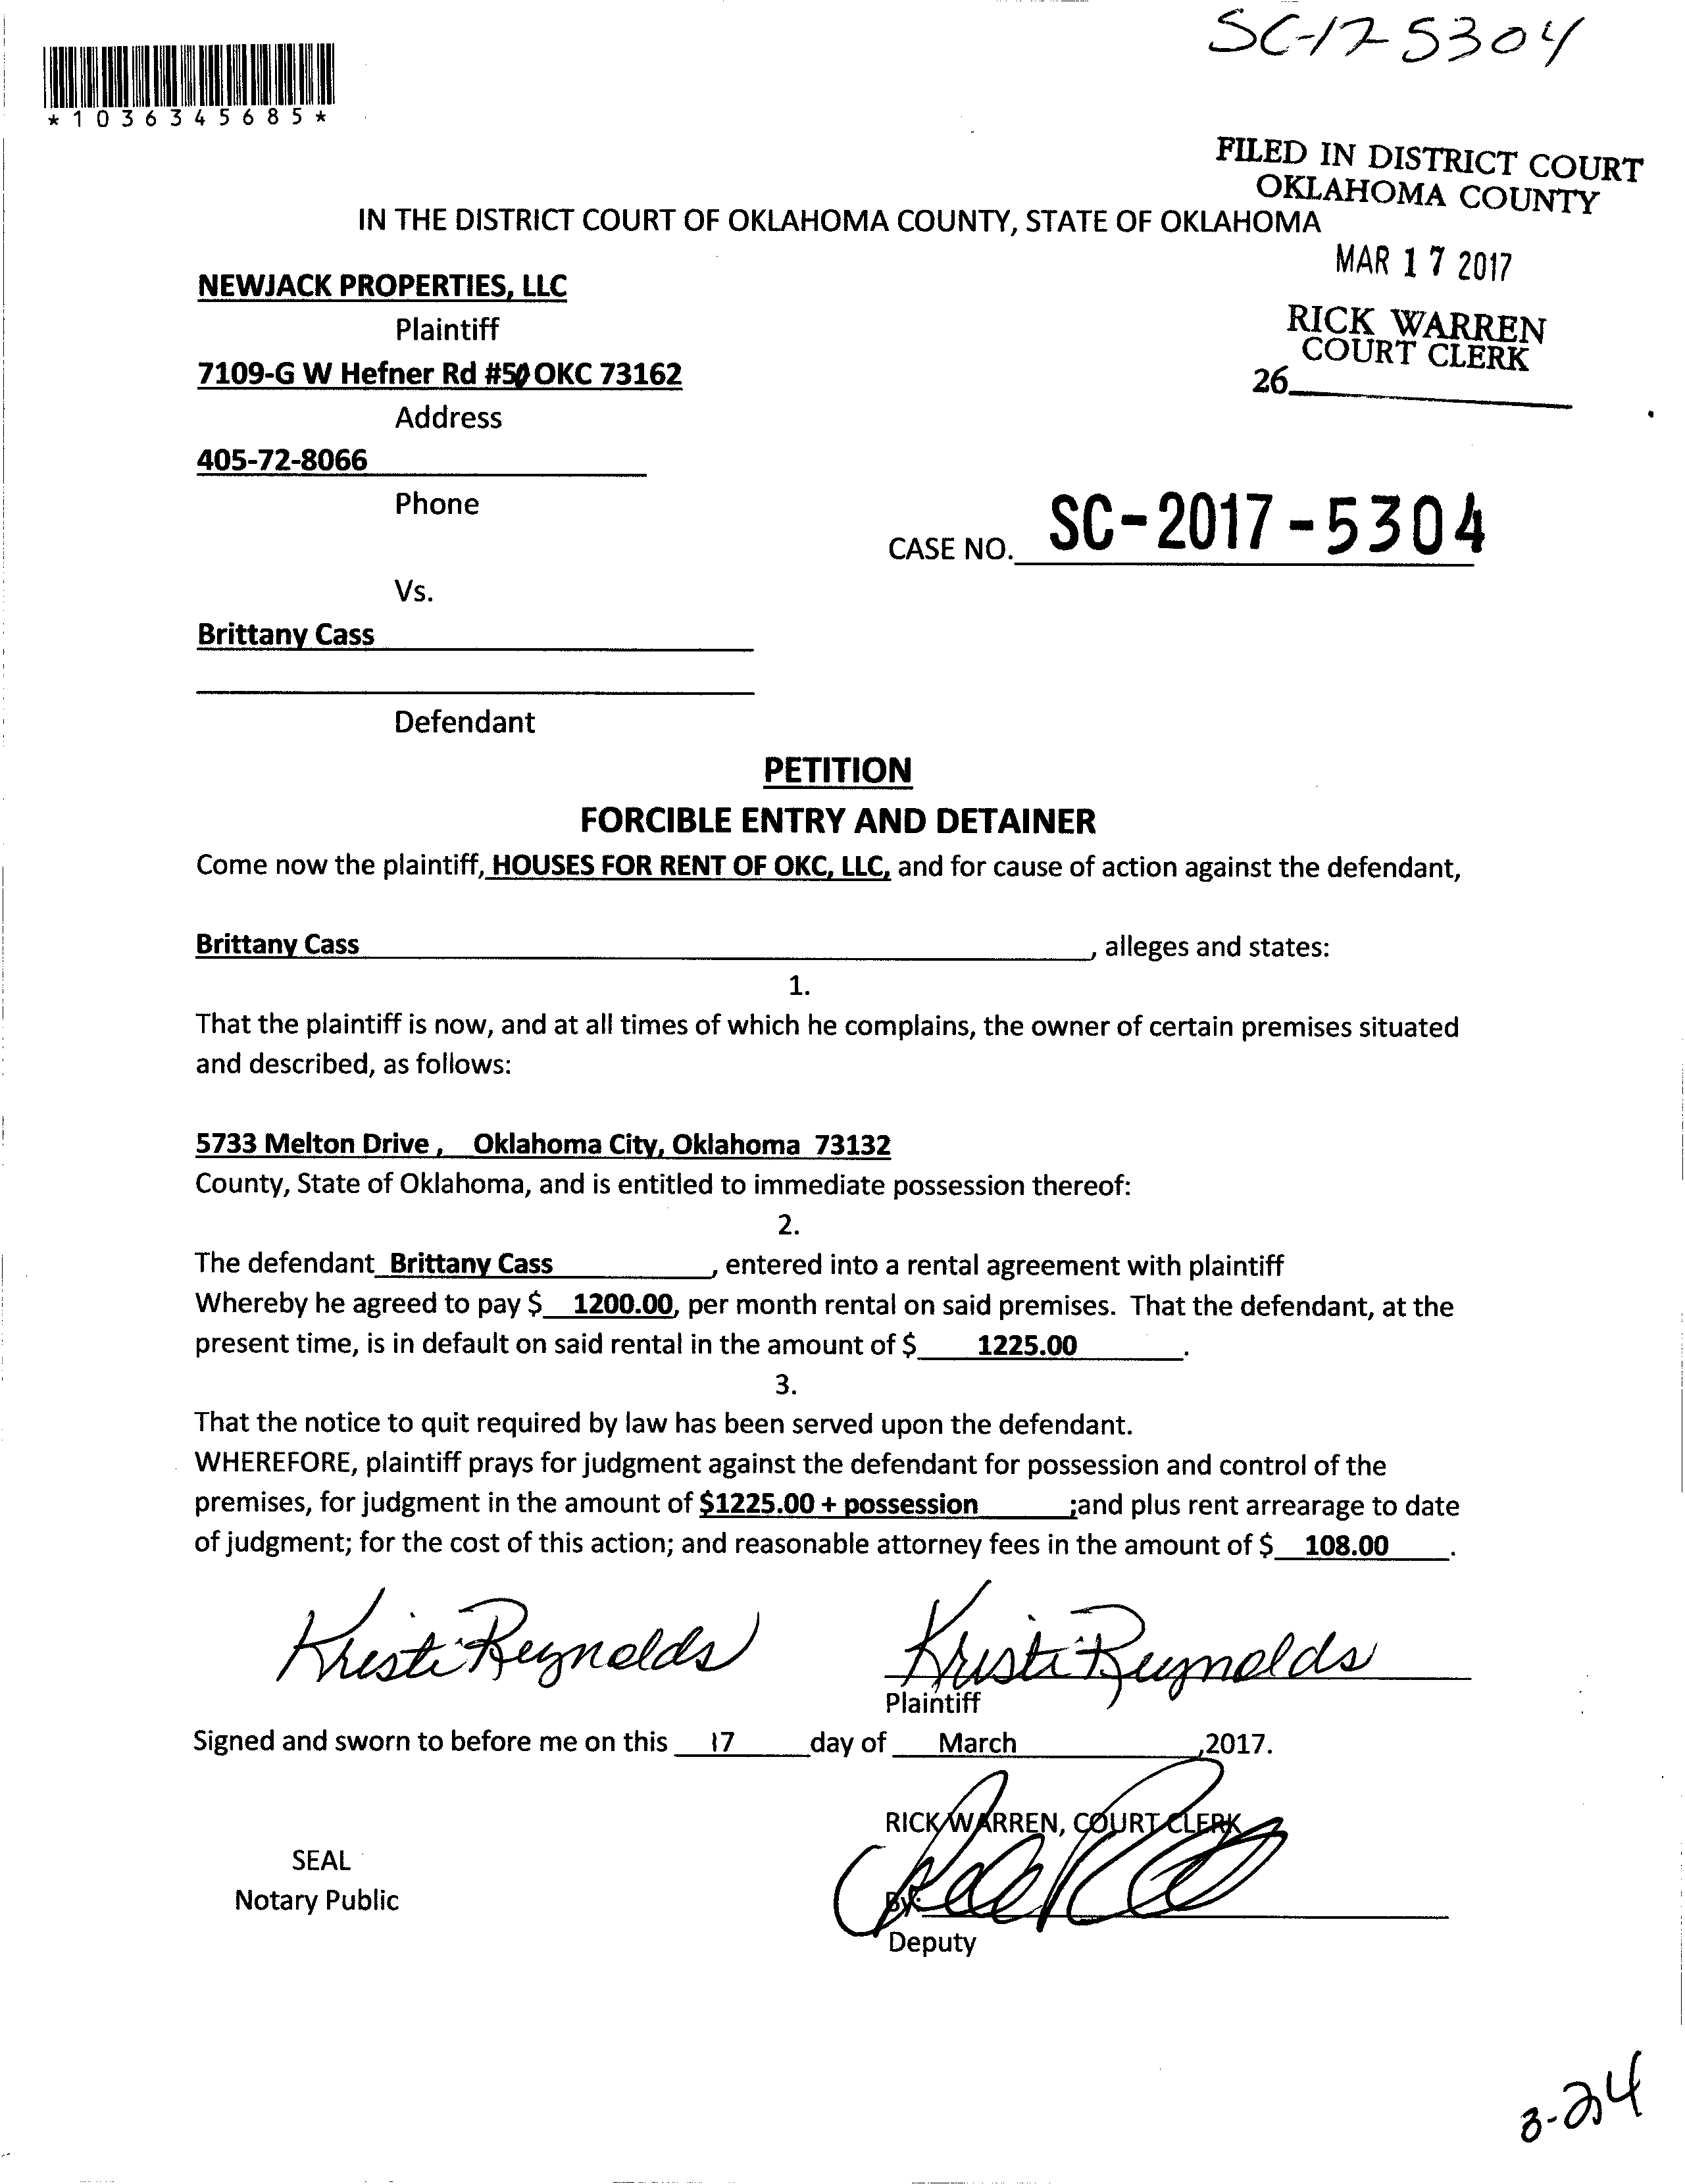 SC-17-5304
*1036345685*
FILED IN DISTRICT COURT
OKLAHOMA COUNTY
IN THE DISTRICT COURT OF OKLAHOMA COUNTY, STATE OF OKLAHOMA
MAR 17 2017
NEWJACK PROPERTIES, LLC
Plaintiff
RICK WARREN
COURT CLERK
7109-G W Hefner Rd #50 OKC 73162
26
Address
405-72-8066
Phone
CASE NO. SC-2017-5304
Vs.
Brittany Cass
Defendant
PETITION
FORCIBLE ENTRY AND DETAINER
Come now the plaintiff, HOUSES FOR RENT OF OKC, LLC, and for cause of action against the defendant,
Brittany Cass, alleges and states:
1.
That the plaintiff is now, and at all times of which he complains, the owner of certain premises situated
and described, as follows:
5733 Melton Drive , Oklahoma City, Oklahoma 73132
County, State of Oklahoma, and is entitled to immediate possession thereof:
2.
The defendant Brittany Cass, entered into a rental agreement with plaintiff
Whereby he agreed to pay $ 1200.00, per month rental on said premises. That the defendant, at the
present time, is in default on said rental in the amount of $ 1225.00.
3.
That the notice to quit required by law has been served upon the defendant.
WHEREFORE, plaintiff prays for judgment against the defendant for possession and control of the
premises, for judgment in the amount of $1225.00 + possession ;and plus rent arrearage to date
of judgment; for the cost of this action; and reasonable attorney fees in the amount of $ 108.00.
Kristi Reynolds Kristi Reynolds
Plaintiff
Signed and sworn to before me on this 17 day of March ,2017.
RICK WARREN, COURT CLERK
SEAL
Notary Public
By:
Deputy
3-24